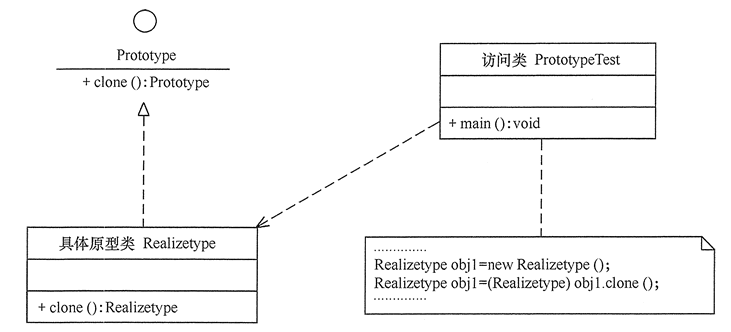 Prototype
+ clone ():Prototype
访问类 PrototypeTest
+ main ():void
具体原型类 Realizetype
+ clone ():Realizetype
..............
Realizetype obj1=new Realizetype ();
Realizetype obj1=(Realizetype) obj1.clone ();
..............